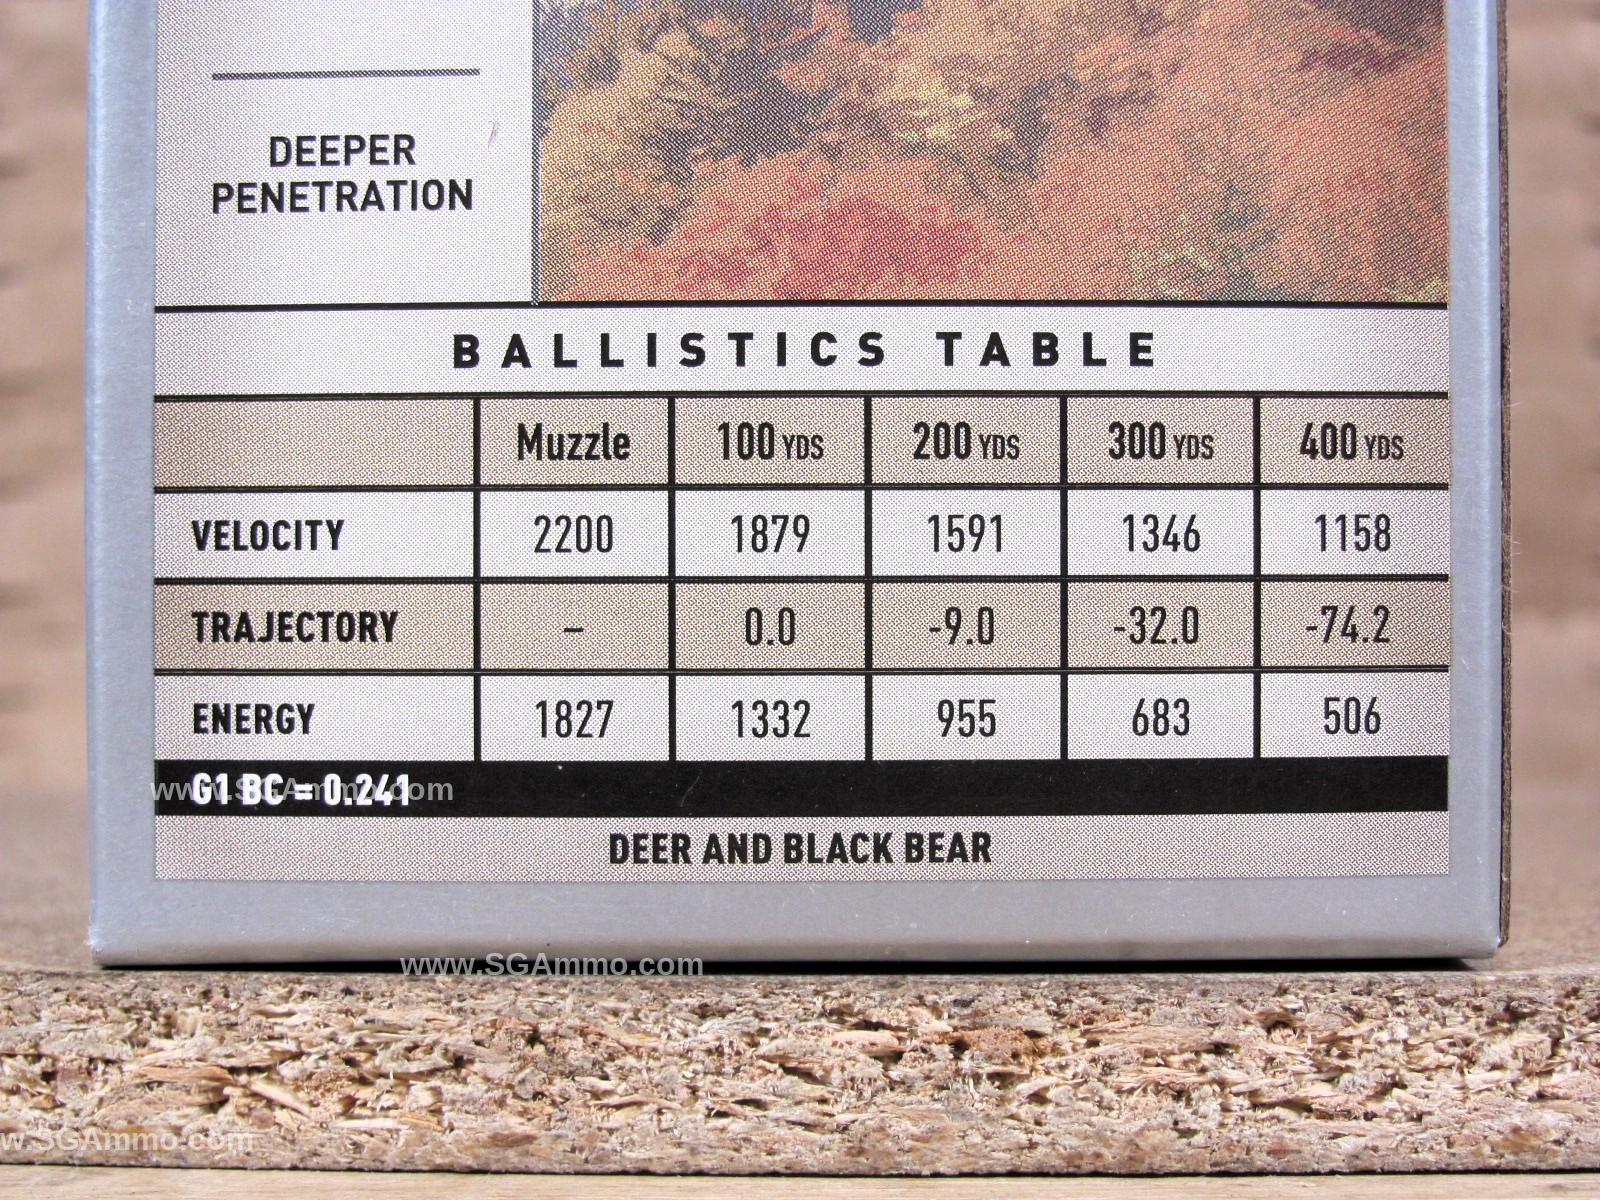 DEEPER
PENETRATION
BALLISTICS TABLE
Muzzle 100 YDS 200 YDS 300 YDS 400 YDS
VELOCITY 2200 1879 1591 1346 1158
TRAJECTORY – 0.0 -9.0 -32.0 -74.2
ENERGY 1827 1332 955 683 506
G1 BC = 0.241
www.SGAmmo.com
DEER AND BLACK BEAR
www.SGAmmo.com
w.SGAmmo.com